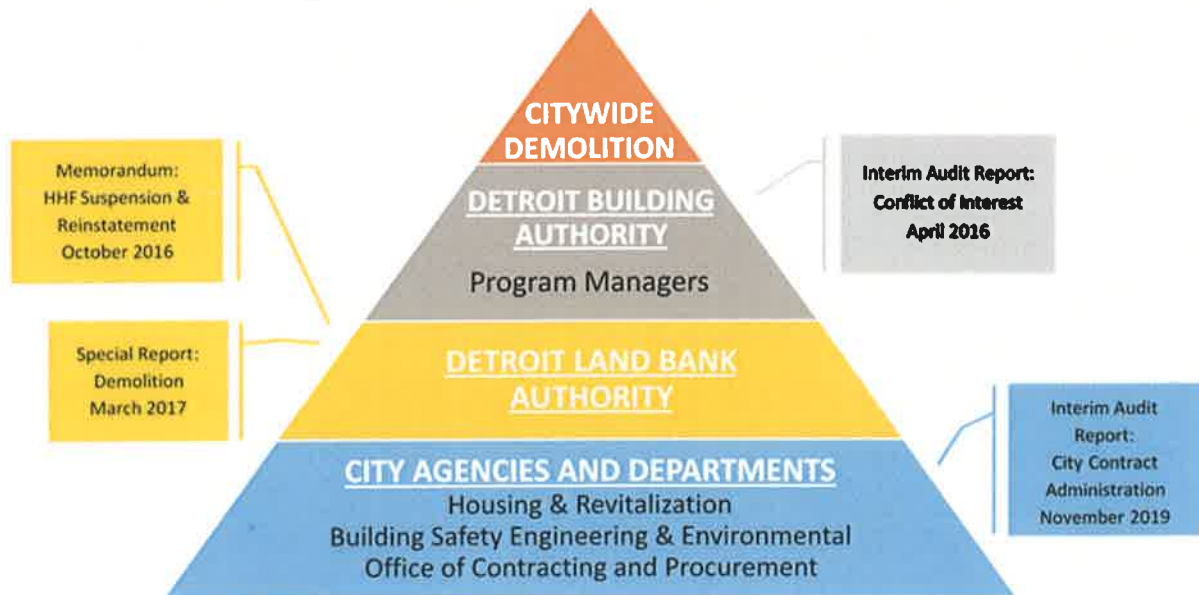 CITYWIDE
DEMOLITION
DETROIT BUILDING
AUTHORITY
Program Managers
DETROIT LAND BANK
AUTHORITY
CITY AGENCIES AND DEPARTMENTS
Housing & Revitalization
Building Safety Engineering & Environmental
Office of Contracting and Procurement
Memorandum:
HHF Suspension &
Reinstatement
October 2016
Special Report:
Demolition
March 2017
Interim Audit Report:
Conflict of Interest
April 2016
Interim Audit
Report:
City Contract
Administration
November 2019